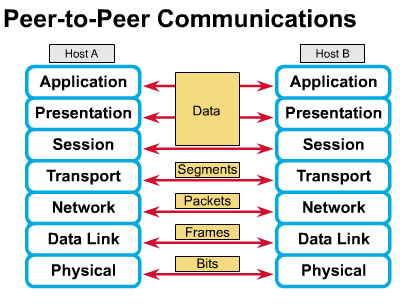 Peer-to-Peer Communications
Host A Host B
Application Application
Presentation Data Presentation
Session Session
Transport Segments Transport
Network Packets Network
Data Link Frames Data Link
Physical Bits Physical